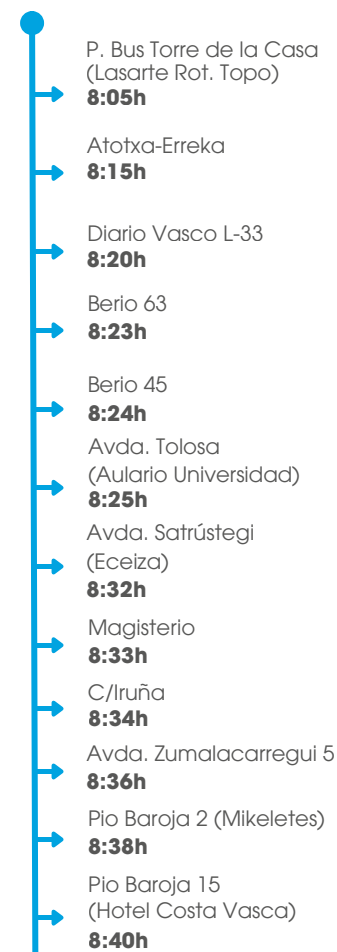 P. Bus Torre de la Casa
(Lasarte Rot. Topo)
8:05h
Atotxa-Erreka
8:15h
Diario Vasco L-33
8:20h
Berio 63
8:23h
Berio 45
8:24h
Avda. Tolosa
(Aulario Universidad)
8:25h
Avda. Satrústegi
(Eceiza)
8:32h
Magisterio
8:33h
C/Iruña
8:34h
Avda. Zumalacarregui 5
8:36h
Pio Baroja 2 (Mikeletes)
8:38h
Pio Baroja 15
(Hotel Costa Vasca)
8:40h